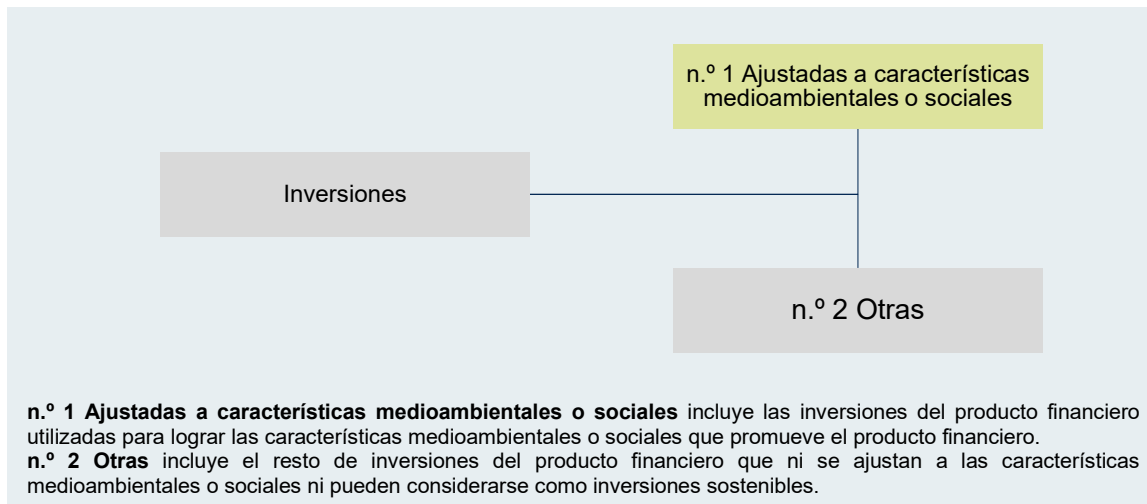 n.º 1 Ajustadas a características
medioambientales o sociales
Inversiones
n.º 2 Otras
n.º 1 Ajustadas a características medioambientales o sociales incluye las inversiones del producto financiero
utilizadas para lograr las características medioambientales o sociales que promueve el producto financiero.
n.º 2 Otras incluye el resto de inversiones del producto financiero que ni se ajustan a las características
medioambientales o sociales ni pueden considerarse como inversiones sostenibles.